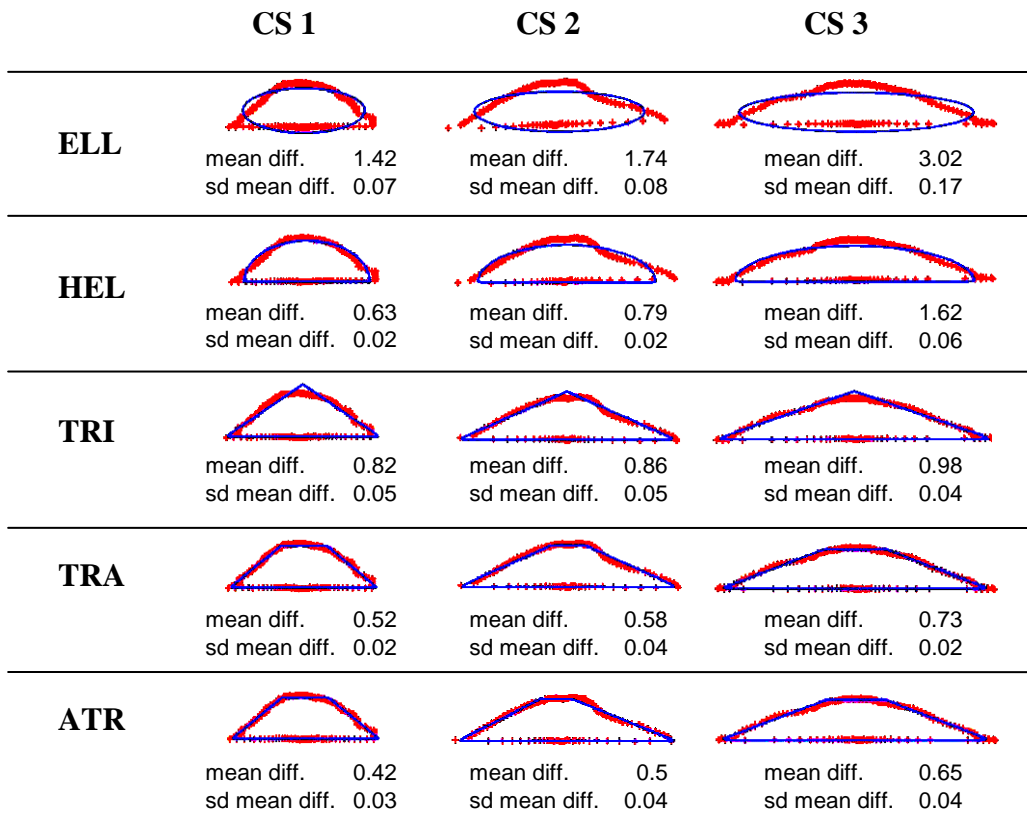 CS 1 CS 2 CS 3
ELL
mean diff. 1.42 mean diff. 1.74 mean diff. 3.02
sd mean diff. 0.07 sd mean diff. 0.08 sd mean diff. 0.17
HEL
mean diff. 0.63 mean diff. 0.79 mean diff. 1.62
sd mean diff. 0.02 sd mean diff. 0.02 sd mean diff. 0.06
TRI
mean diff. 0.82 mean diff. 0.86 mean diff. 0.98
sd mean diff. 0.05 sd mean diff. 0.05 sd mean diff. 0.04
TRA
mean diff. 0.52 mean diff. 0.58 mean diff. 0.73
sd mean diff. 0.02 sd mean diff. 0.04 sd mean diff. 0.02
ATR
mean diff. 0.42 mean diff. 0.5 mean diff. 0.65
sd mean diff. 0.03 sd mean diff. 0.04 sd mean diff. 0.04